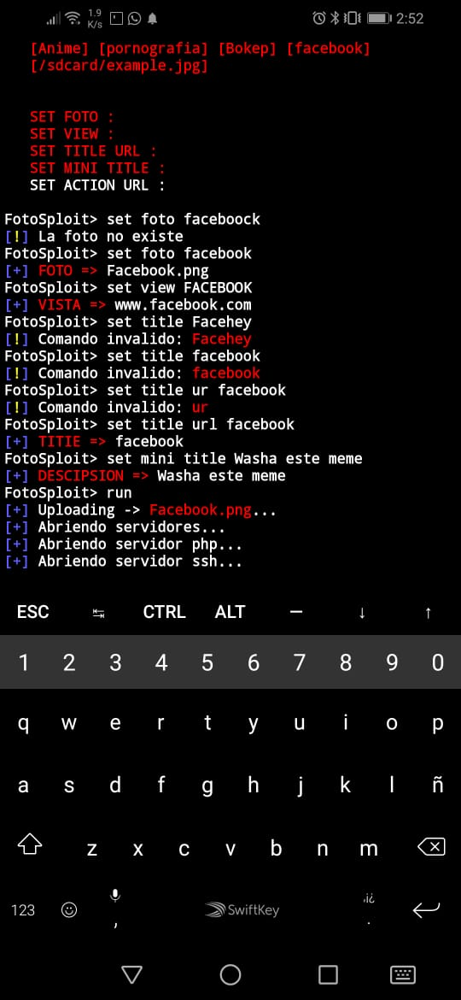 1.9
K/s
2:52
[Anime] [pornografia] [Bokep] [facebook]
[/sdcard/example.jpg]
SET FOTO :
SET VIEW :
SET TITLE URL :
SET MINI TITLE :
SET ACTION URL :
FotoSploit> set foto faceboock
[!] La foto no existe
FotoSploit> set foto facebook
[+] FOTO => Facebook.png
FotoSploit> set view FACEBOOK
[+] VISTA => www.facebook.com
FotoSploit> set title Facehey
[!] Comando invalido: Facehey
FotoSploit> set title facebook
[!] Comando invalido: facebook
FotoSploit> set title ur facebook
[!] Comando invalido: ur
FotoSploit> set title url facebook
[+] TITIE => facebook
FotoSploit> set mini title Washa este meme
[+] DESCIPSION => Washa este meme
FotoSploit> run
[+] Uploading -> Facebook.png...
[+] Abriendo servidores...
[+] Abriendo servidor php...
[+] Abriendo servidor ssh...
ESC ↹ CTRL ALT — ↓ ↑
1 2 3 4 5 6 7 8 9 0
q w e r t y u i o p
a s d f g h j k l ñ
z x c v b n m
123 , SwiftKey .